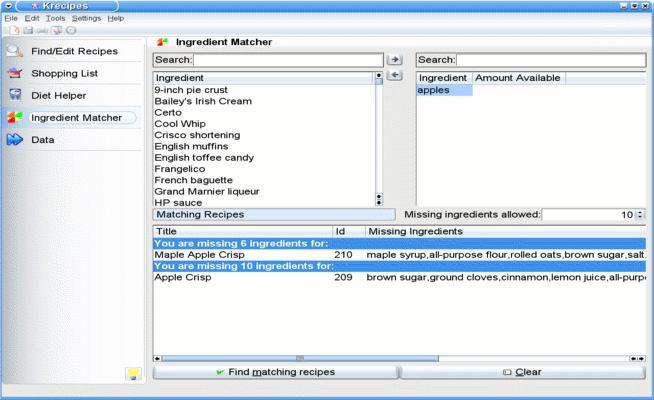 Krecipes
File Edit Tools Settings Help
Find/Edit Recipes
Shopping List
Diet Helper
Ingredient Matcher
Data
Ingredient Matcher
Search:
Ingredient
9-inch pie crust
Bailey's Irish Cream
Certo
Cool Whip
Crisco shortening
English muffins
English toffee candy
Frangelico
French baguette
Grand Marnier liqueur
HP sauce
Search:
Ingredient Amount Available
apples
Matching Recipes
Missing ingredients allowed: 10
Title Id Missing Ingredients
You are missing 6 ingredients for:
Maple Apple Crisp 210 maple syrup,all-purpose flour,rolled oats,brown sugar,salt
You are missing 10 ingredients for:
Apple Crisp 209 brown sugar,ground cloves,cinnamon,lemon juice,all-purp
Find matching recipes
Clear